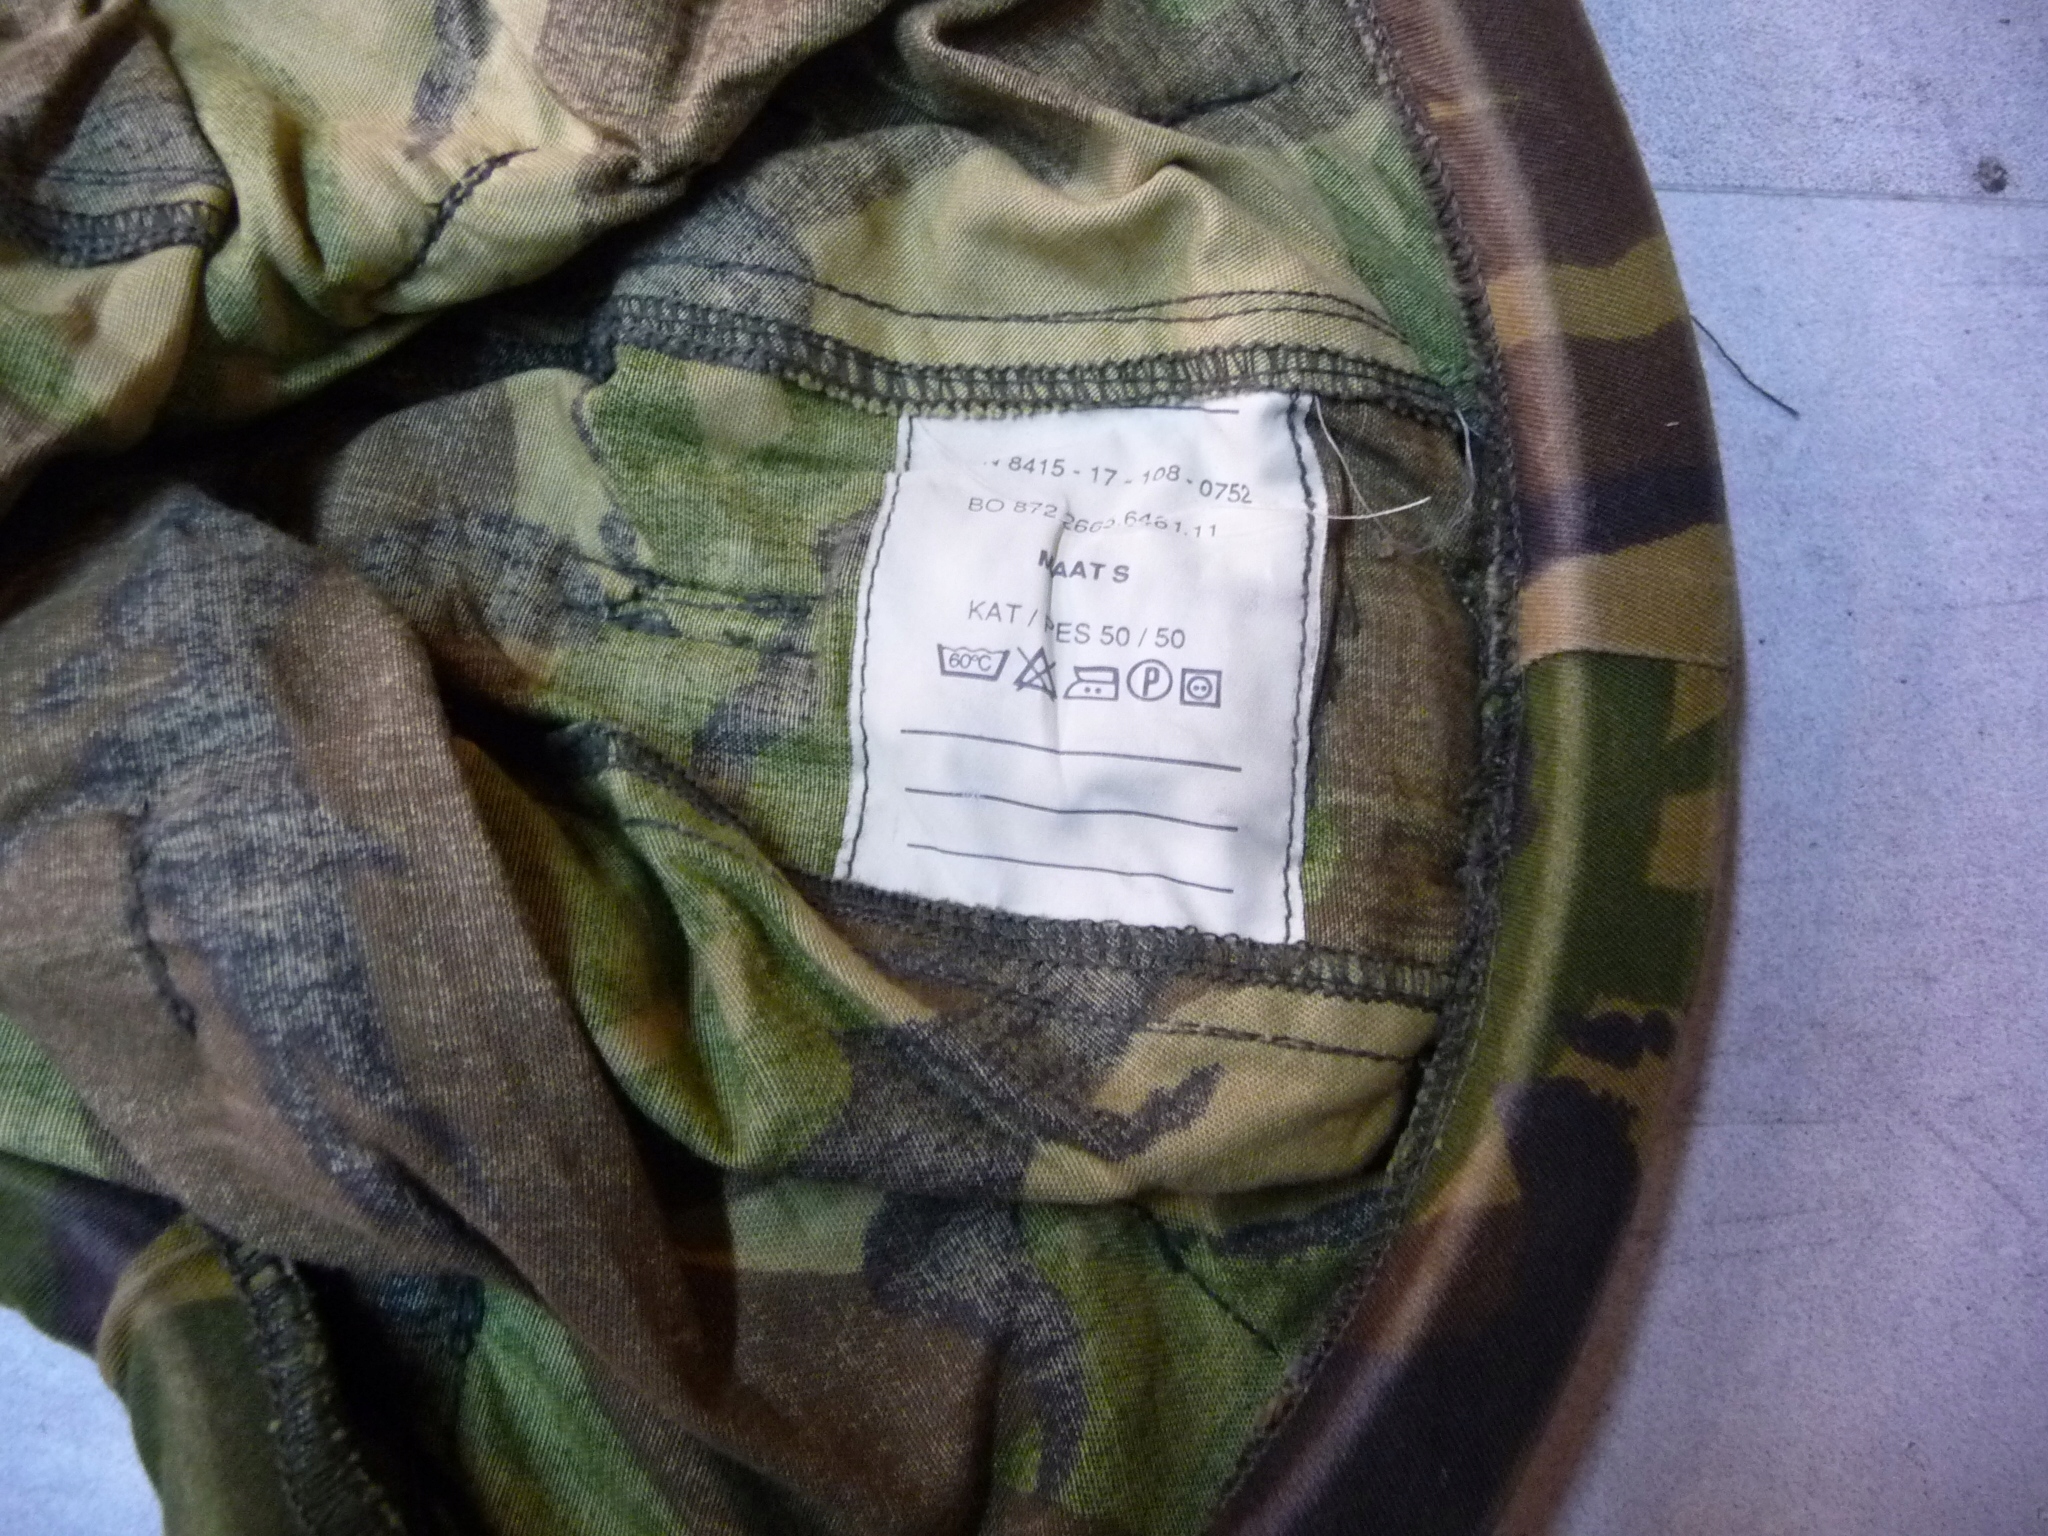 8415 - 17 - 108 - 0752
BO 872
MAAT S
KAT / PES 50 / 50
60°C P